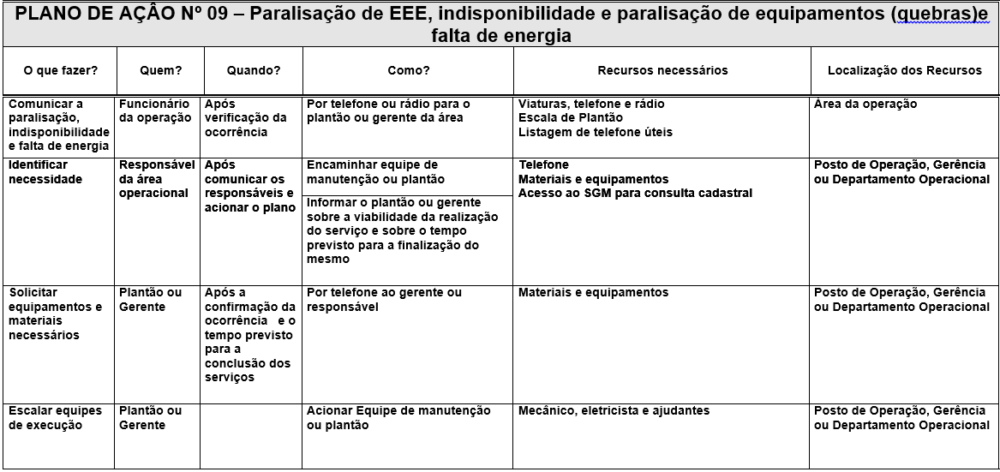 PLANO DE AÇÂO Nº 09 – Paralisação de EEE, indisponibilidade e paralisação de equipamentos (quebras)e
falta de energia
O que fazer?
Quem?
Quando?
Como?
Recursos necessários
Localização dos Recursos
Comunicar a
paralisação,
indisponibilidade
e falta de energia
Funcionário
da operação
Após
verificação da
ocorrência
Por telefone ou rádio para o
plantão ou gerente da área
Viaturas, telefone e rádio
Escala de Plantão
Listagem de telefone úteis
Área da operação
Identificar
necessidade
Responsável
da área
operacional
Após
comunicar os
responsáveis e
acionar o plano
Encaminhar equipe de
manutenção ou plantão
Informar o plantão ou gerente
sobre a viabilidade da realização
do serviço e sobre o tempo
previsto para a finalização do
mesmo
Telefone
Materiais e equipamentos
Acesso ao SGM para consulta cadastral
Posto de Operação, Gerência
ou Departamento Operacional
Solicitar
equipamentos e
materiais
necessários
Plantão ou
Gerente
Após a
confirmação da
ocorrência e o
tempo previsto
para a
conclusão dos
serviços
Por telefone ao gerente ou
responsável
Materiais e equipamentos
Posto de Operação, Gerência
ou Departamento Operacional
Escalar equipes
de execução
Plantão ou
Gerente
Acionar Equipe de manutenção
ou plantão
Mecânico, eletricista e ajudantes
Posto de Operação, Gerência
ou Departamento Operacional